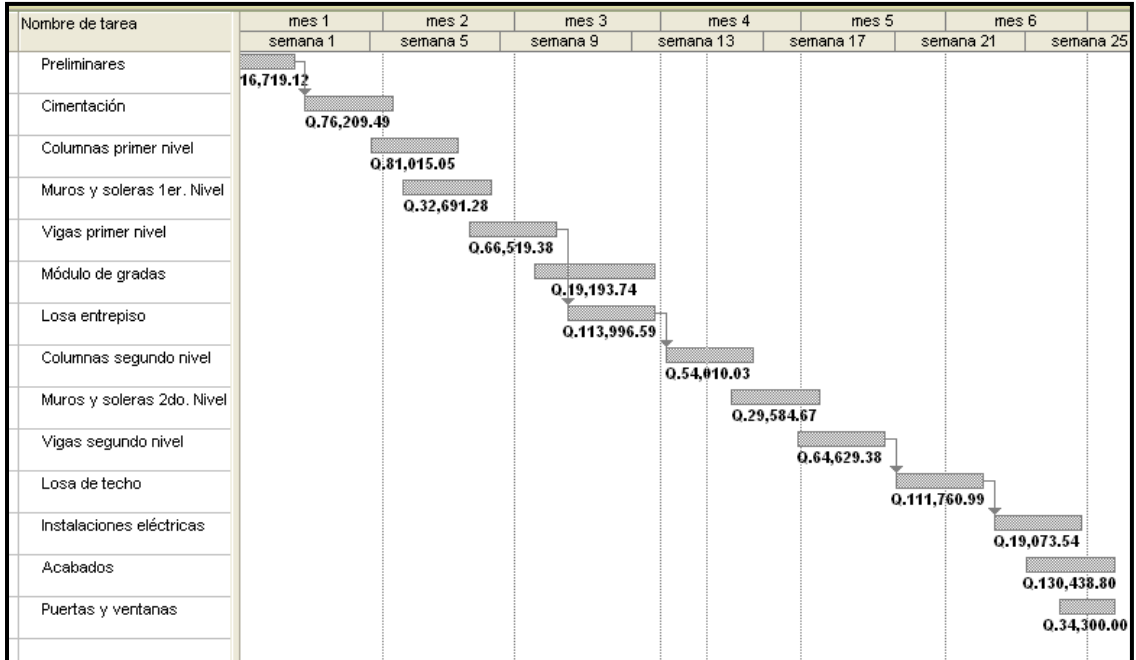 Nombre de tarea
mes 1 mes 2 mes 3 mes 4 mes 5 mes 6
semana 1 semana 5 semana 9 semana 13 semana 17 semana 21 semana 25
Preliminares
16,719.12
Cimentación
Q.76,209.49
Columnas primer nivel
Q.81,015.05
Muros y soleras 1er. Nivel
Q.32,691.28
Vigas primer nivel
Q.66,519.38
Módulo de gradas
Q.19,193.74
Losa entrepiso
Q.113,996.59
Columnas segundo nivel
Q.54,010.03
Muros y soleras 2do. Nivel
Q.29,584.67
Vigas segundo nivel
Q.64,629.38
Losa de techo
Q.111,760.99
Instalaciones eléctricas
Q.19,073.54
Acabados
Q.130,438.80
Puertas y ventanas
Q.34,300.00